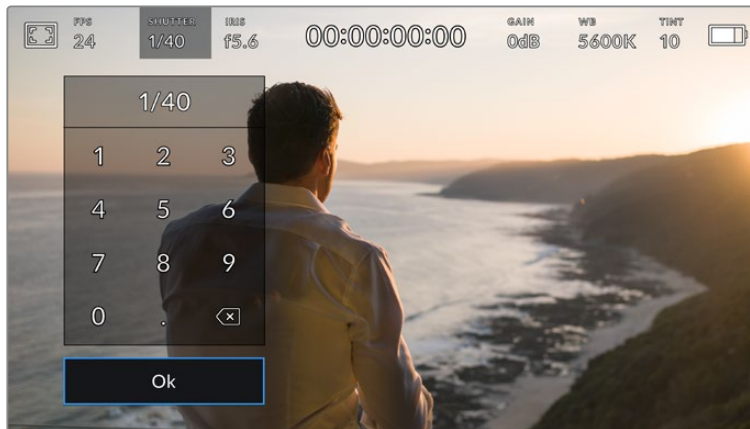 FPS SHUTTER IRIS GAIN WB TINT
24 1/40 f5.6 00:00:00:00 0dB 5600K 10
1/40
1 2 3
4 5 6
7 8 9
0 .
Ok